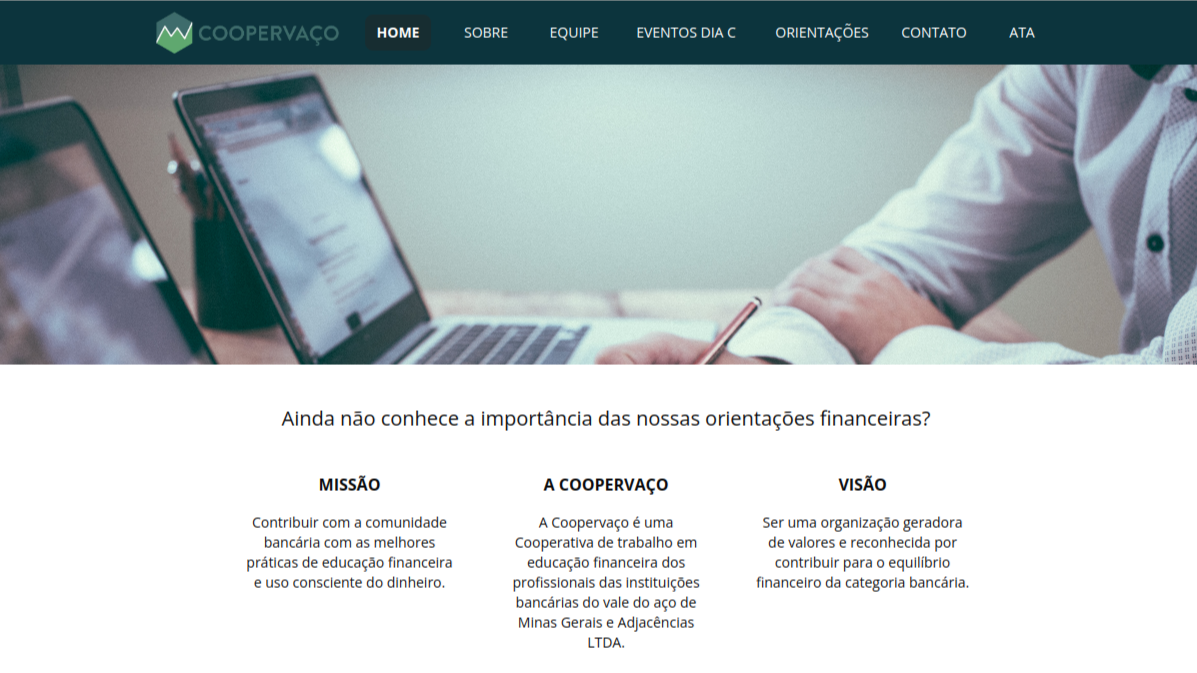 COOPERVAÇO HOME SOBRE EQUIPE EVENTOS DIA C ORIENTAÇÕES CONTATO ATA
Ainda não conhece a importância das nossas orientações financeiras?
MISSÃO
Contribuir com a comunidade
bancária com as melhores
práticas de educação financeira
e uso consciente do dinheiro.
A COOPERVAÇO
A Coopervaço é uma
Cooperativa de trabalho em
educação financeira dos
profissionais das instituições
bancárias do vale do aço de
Minas Gerais e Adjacências
LTDA.
VISÃO
Ser uma organização geradora
de valores e reconhecida por
contribuir para o equilíbrio
financeiro da categoria bancária.